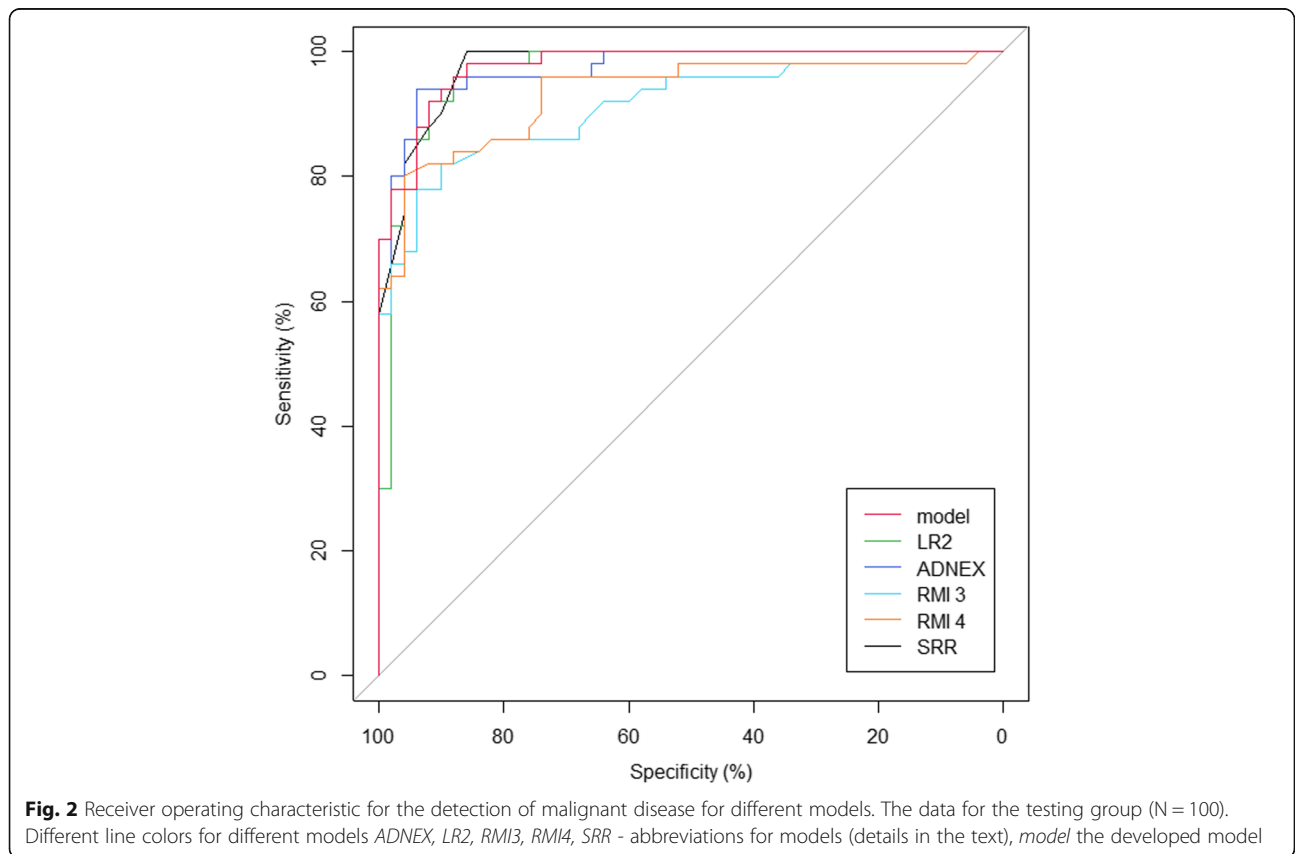 100
80
60
40
20
0
Sensitivity (%)
model
LR2
ADNEX
RMI 3
RMI 4
SRR
100 80 60 40 20 0
Specificity (%)
Fig. 2 Receiver operating characteristic for the detection of malignant disease for different models. The data for the testing group (N = 100).
Different line colors for different models ADNEX, LR2, RMI3, RMI4, SRR - abbreviations for models (details in the text), model the developed model